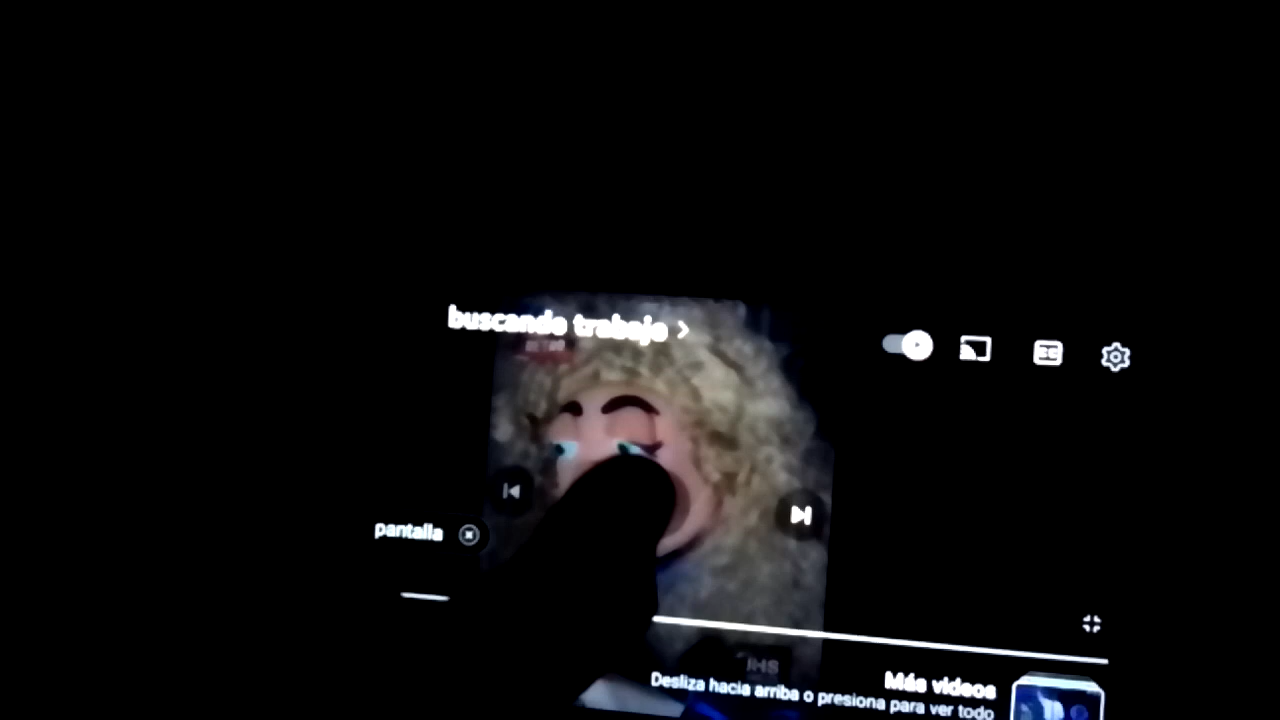 buscando trabajo
pantalla
Más videos
Desliza hacia arriba o presiona para ver todo